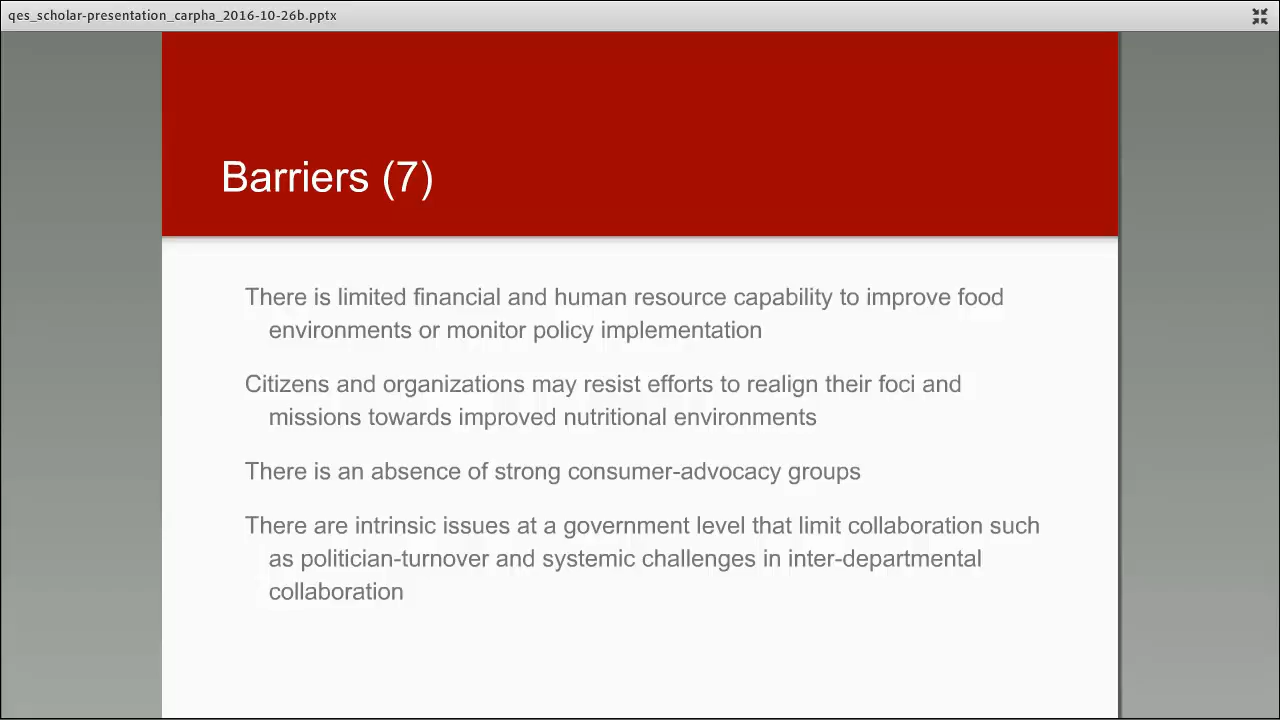 qes_scholar-presentation_carpha_2016-10-26b.pptx
Barriers (7)
There is limited financial and human resource capability to improve food
environments or monitor policy implementation
Citizens and organizations may resist efforts to realign their foci and
missions towards improved nutritional environments
There is an absence of strong consumer-advocacy groups
There are intrinsic issues at a government level that limit collaboration such
as politician-turnover and systemic challenges in inter-departmental
collaboration